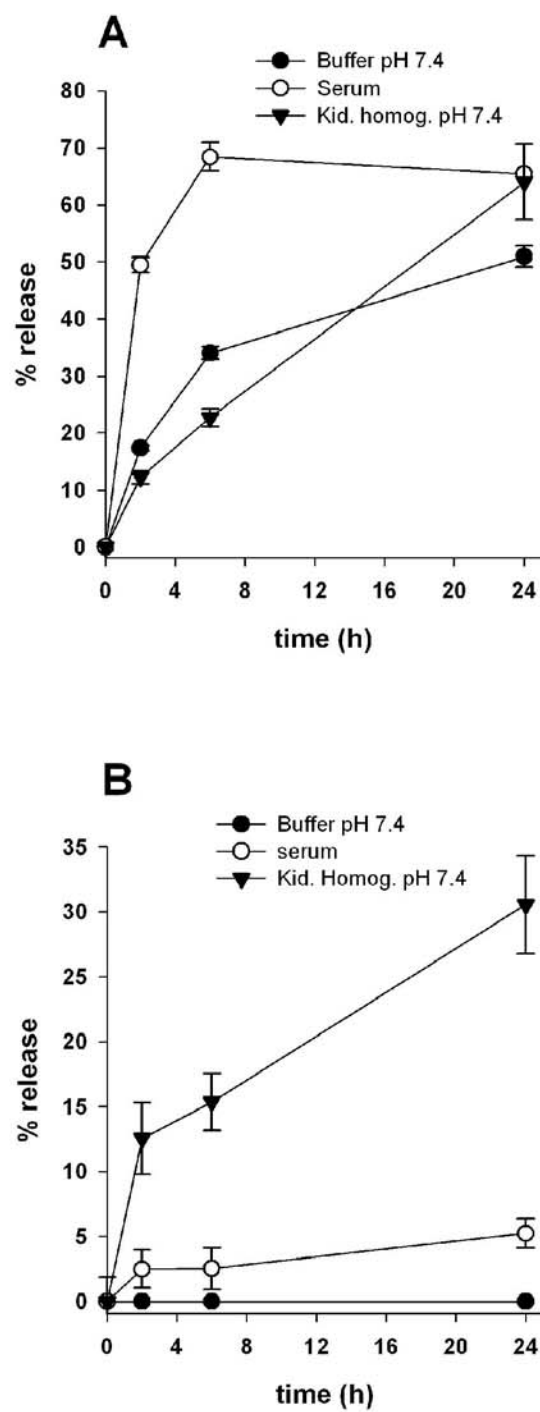 A
Buffer pH 7.4
Serum
Kid. homog. pH 7.4
80
70
60
50
40
30
20
10
0
% release
0 4 8 12 16 20 24
time (h)
B
Buffer pH 7.4
serum
Kid. Homog. pH 7.4
35
30
25
20
15
10
5
0
% release
0 4 8 12 16 20 24
time (h)